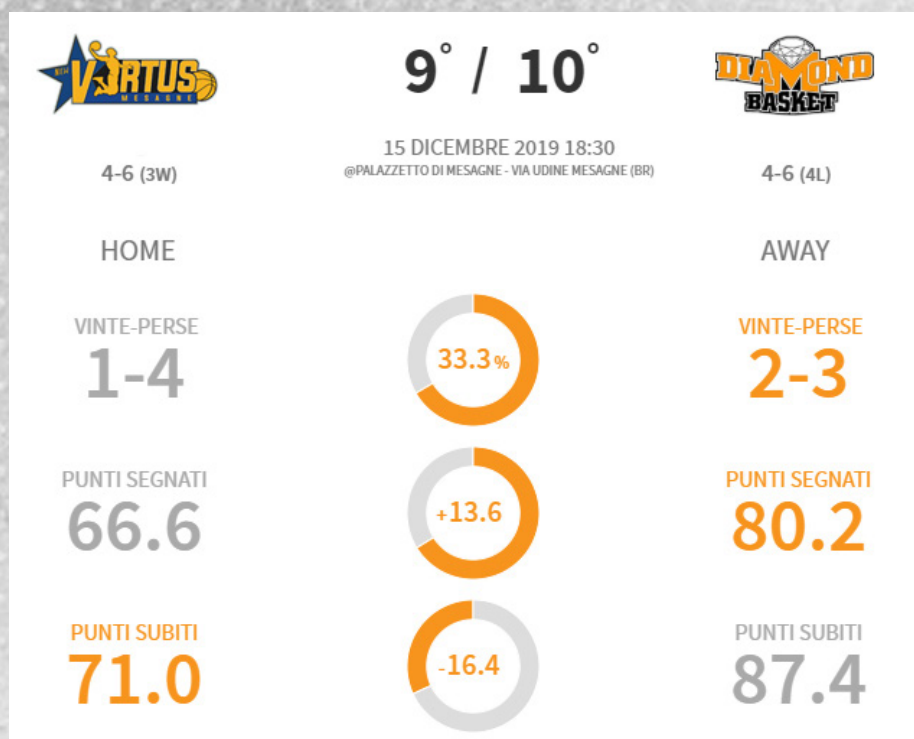 NEW VIRTUS
MESAGNE
9° / 10°
DIAMOND
BASKET
15 DICEMBRE 2019 18:30
@PALAZZETTO DI MESAGNE - VIA UDINE MESAGNE (BR)
4-6 (3W)
4-6 (4L)
HOME
AWAY
VINTE-PERSE
1-4
33.3%
VINTE-PERSE
2-3
PUNTI SEGNATI
66.6
+13.6
PUNTI SEGNATI
80.2
PUNTI SUBITI
71.0
-16.4
PUNTI SUBITI
87.4